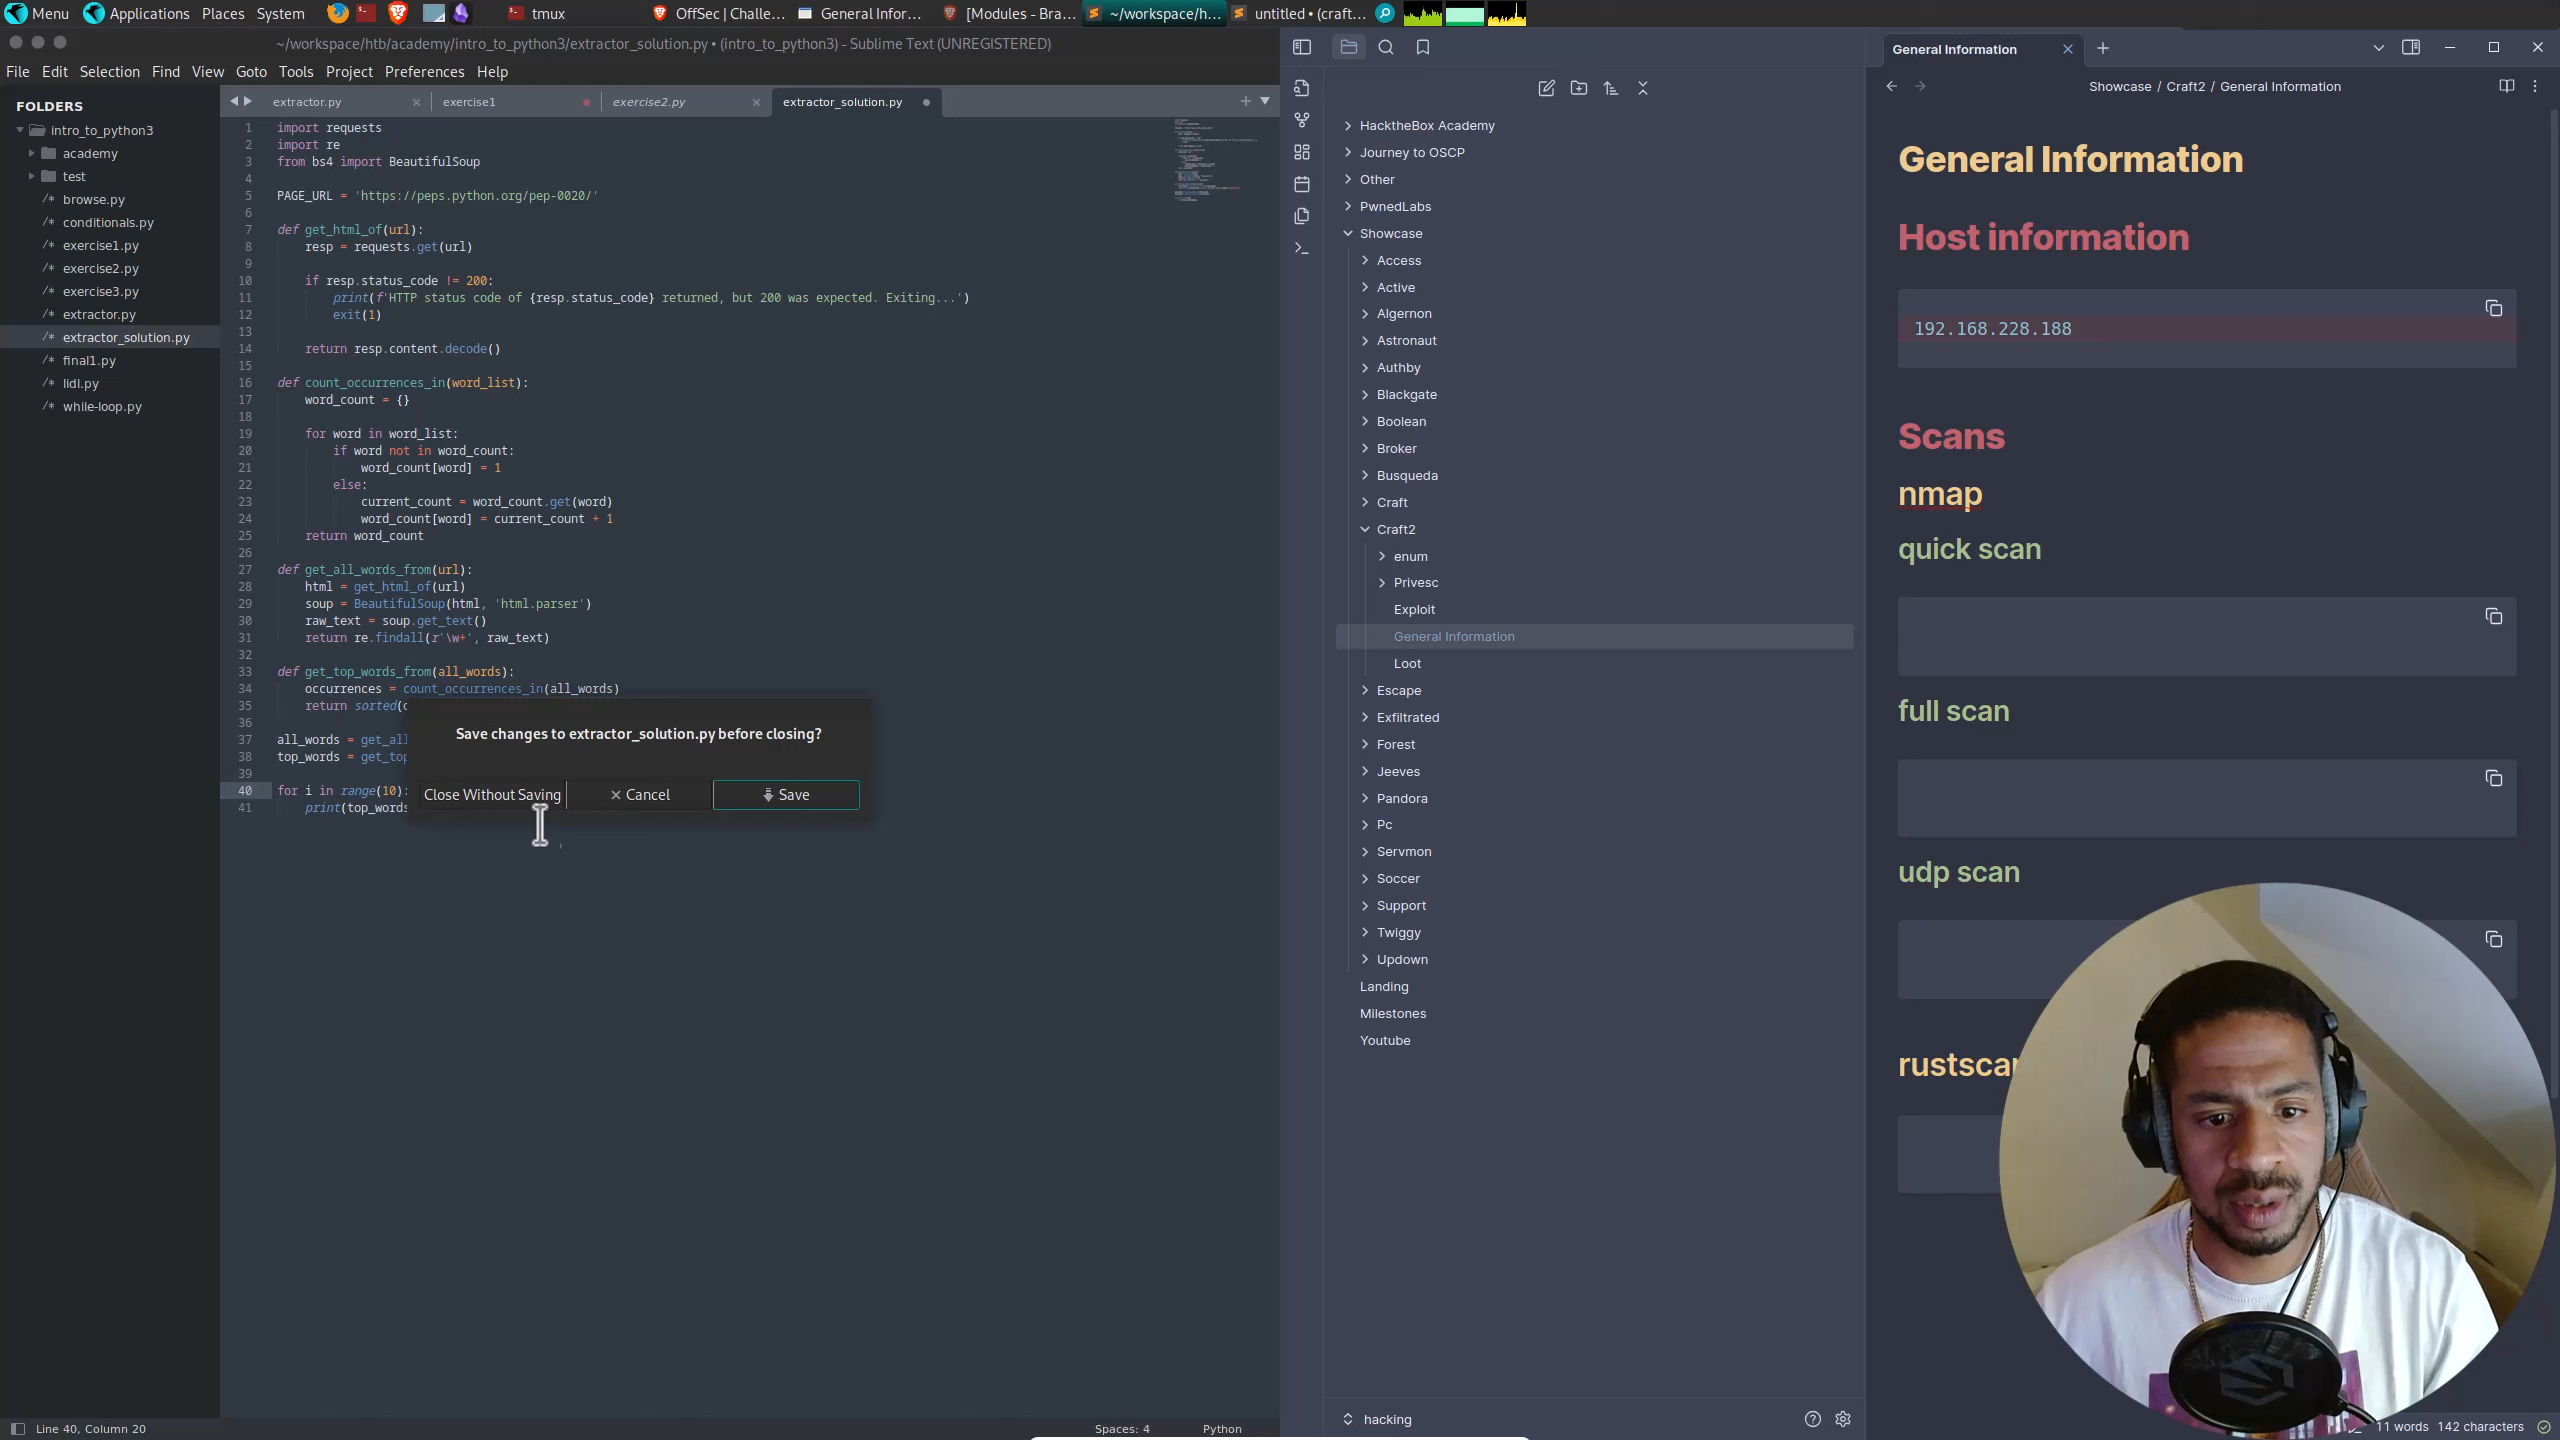 Menu Applications Places System tmux OffSec | Challe... General Infor... [Modules - Bra... ~/workspace/h... untitled • (craft...
~/workspace/htb/academy/intro_to_python3/extractor_solution.py • (intro_to_python3) - Sublime Text (UNREGISTERED)
File Edit Selection Find View Goto Tools Project Preferences Help
FOLDERS
intro_to_python3
academy
test
browse.py
conditionals.py
exercise1.py
exercise2.py
exercise3.py
extractor.py
extractor_solution.py
final1.py
lidl.py
while-loop.py
extractor.py exercise1 exercise2.py extractor_solution.py
1 import requests
2 import re
3 from bs4 import BeautifulSoup
4
5 PAGE_URL = 'https://peps.python.org/pep-0020/'
6
7 def get_html_of(url):
8 resp = requests.get(url)
9
10 if resp.status_code != 200:
11 print(f'HTTP status code of {resp.status_code} returned, but 200 was expected. Exiting...')
12 exit(1)
13
14 return resp.content.decode()
15
16 def count_occurrences_in(word_list):
17 word_count = {}
18
19 for word in word_list:
20 if word not in word_count:
21 word_count[word] = 1
22 else:
23 current_count = word_count.get(word)
24 word_count[word] = current_count + 1
25 return word_count
26
27 def get_all_words_from(url):
28 html = get_html_of(url)
29 soup = BeautifulSoup(html, 'html.parser')
30 raw_text = soup.get_text()
31 return re.findall(r'\w+', raw_text)
32
33 def get_top_words_from(all_words):
34 occurrences = count_occurrences_in(all_words)
35 return sorted(
36
37 all_words = get_all
38 top_words = get_top
39
40 for i in range(10):
41 print(top_words
Save changes to extractor_solution.py before closing?
Close Without Saving Cancel Save
Line 40, Column 20 Spaces: 4 Python
HacktheBox Academy
Journey to OSCP
Other
PwnedLabs
Showcase
Access
Active
Algernon
Astronaut
Authby
Blackgate
Boolean
Broker
Busqueda
Craft
Craft2
enum
Privesc
Exploit
General Information
Loot
Escape
Exfiltrated
Forest
Jeeves
Pandora
Pc
Servmon
Soccer
Support
Twiggy
Updown
Landing
Milestones
Youtube
hacking
General Information
Showcase / Craft2 / General Information
General Information
Host information
192.168.228.188
Scans
nmap
quick scan
full scan
udp scan
rustscan
11 words 142 characters